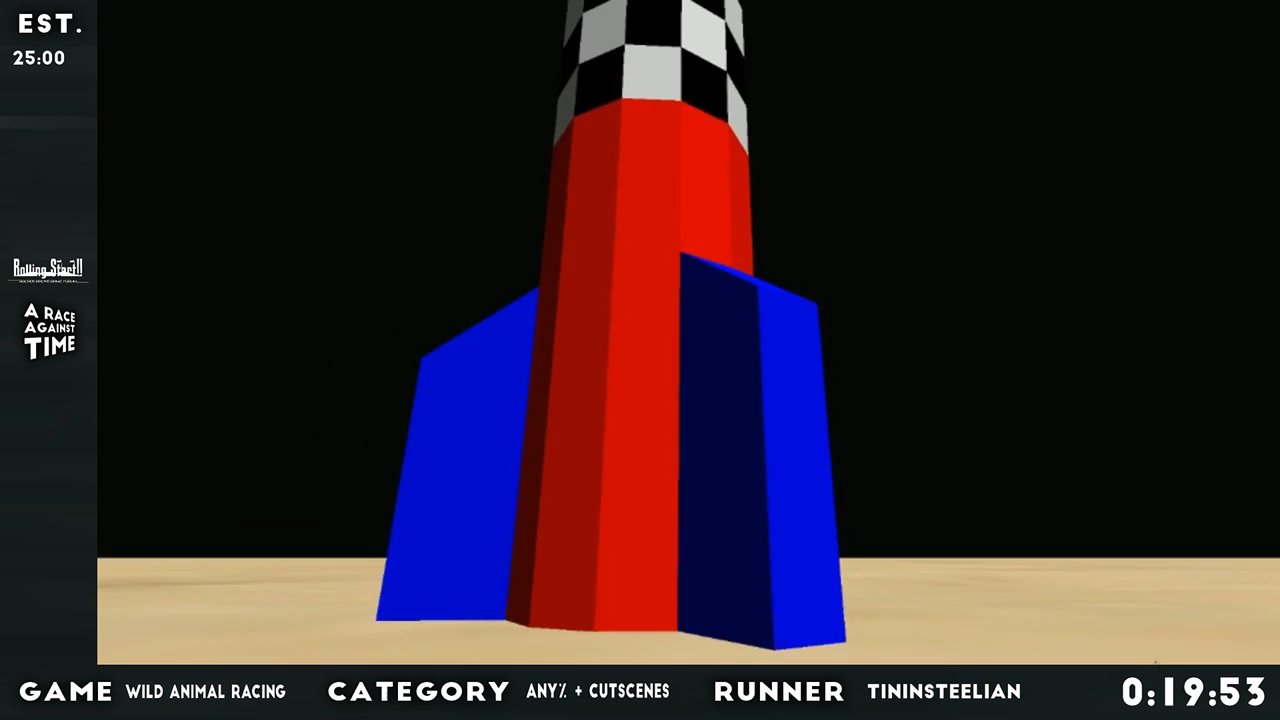 EST.
25:00
Rolling Start!!
A RACE
AGAINST
TIME
GAME WILD ANIMAL RACING CATEGORY ANY% + CUTSCENES RUNNER TININSTEELIAN 0:19:53